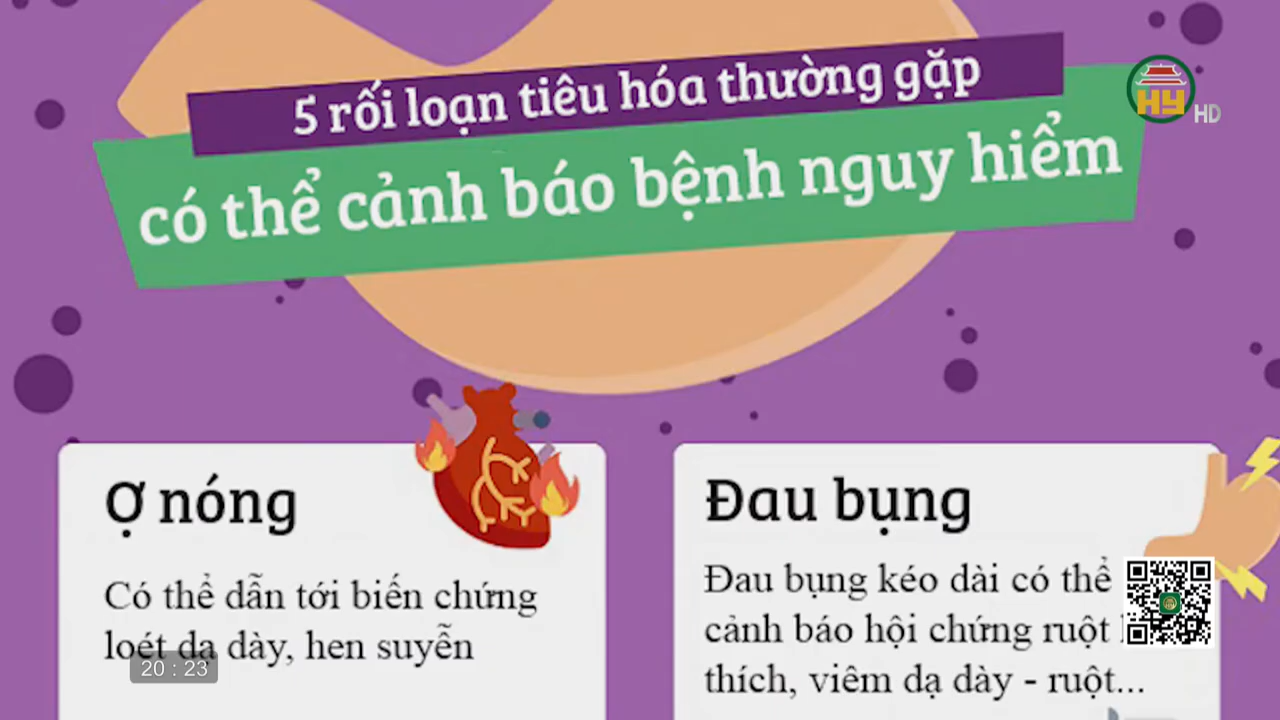 5 rối loạn tiêu hóa thường gặp
có thể cảnh báo bệnh nguy hiểm
HY HD
Ợ nóng
Có thể dẫn tới biến chứng
loét dạ dày, hen suyễn
Đau bụng
Đau bụng kéo dài có thể
cảnh báo hội chứng ruột
thích, viêm dạ dày - ruột...
20 : 23